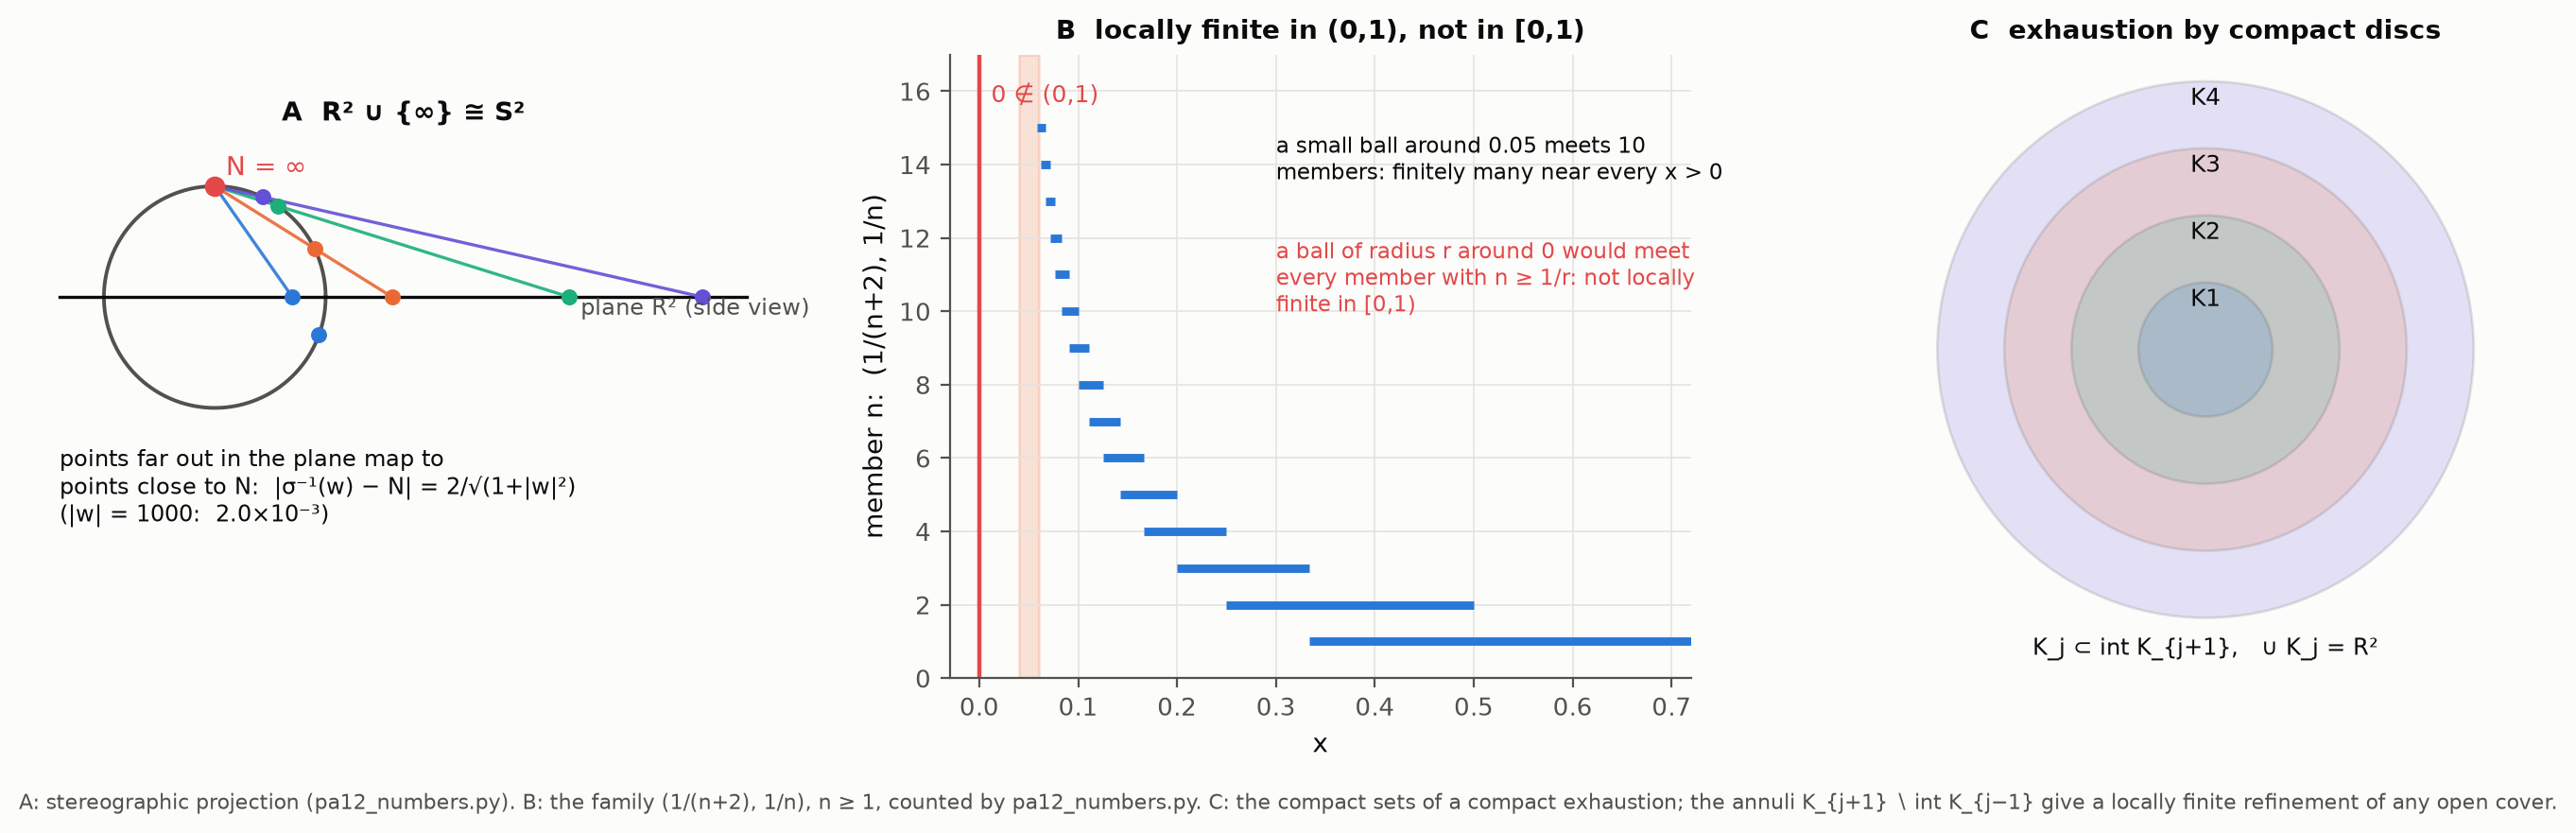 A  R² ∪ {∞} ≅ S²
N = ∞
plane R² (side view)
points far out in the plane map to
points close to N:  |σ⁻¹(w) − N| = 2/√(1+|w|²)
(|w| = 1000:  2.0×10⁻³)
B  locally finite in (0,1), not in [0,1)
0 ∉ (0,1)
a small ball around 0.05 meets 10
members: finitely many near every x > 0
a ball of radius r around 0 would meet
every member with n ≥ 1/r: not locally
finite in [0,1)
member n:  (1/(n+2), 1/n)
16
14
12
10
8
6
4
2
0
0.0
0.1
0.2
0.3
0.4
0.5
0.6
0.7
x
C  exhaustion by compact discs
K4
K3
K2
K1
K_j ⊂ int K_{j+1},   ∪ K_j = R²
A: stereographic projection (pa12_numbers.py). B: the family (1/(n+2), 1/n), n ≥ 1, counted by pa12_numbers.py. C: the compact sets of a compact exhaustion; the annuli K_{j+1} \ int K_{j−1} give a locally finite refinement of any open cover.